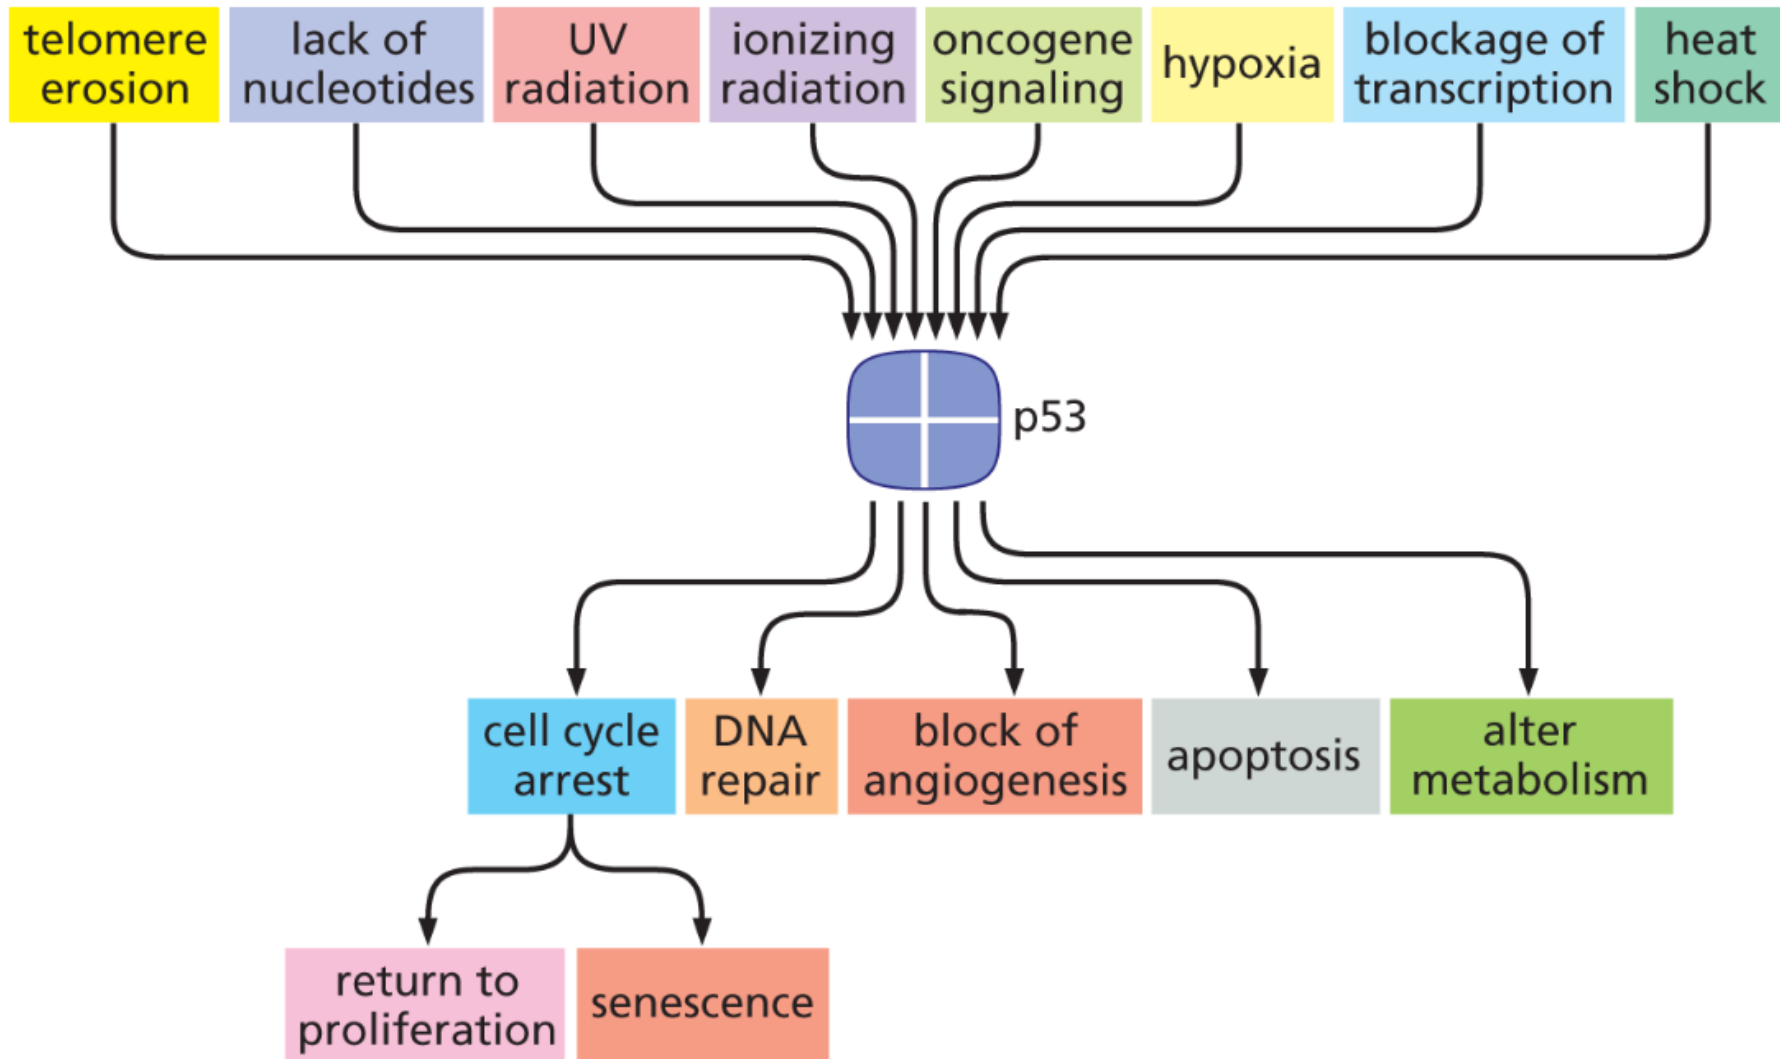 telomere
erosion
lack of
nucleotides
UV
radiation
ionizing
radiation
oncogene
signaling
hypoxia
blockage of
transcription
heat
shock
p53
cell cycle
arrest
DNA
repair
block of
angiogenesis
apoptosis
alter
metabolism
return to
proliferation
senescence